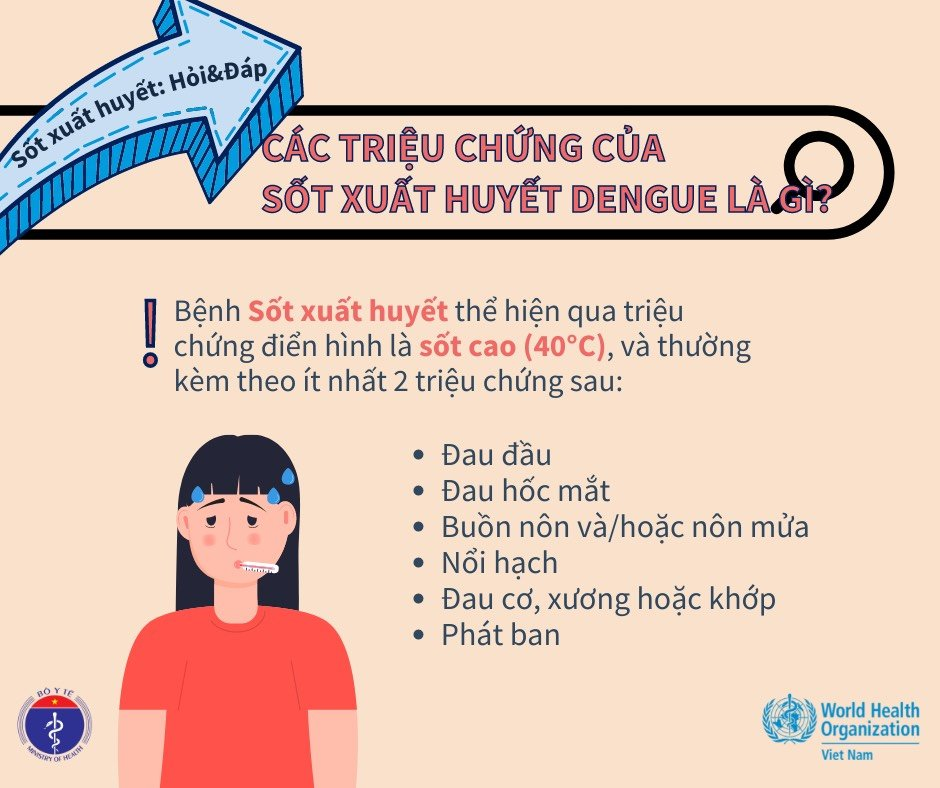 Sốt xuất huyết: Hỏi&Đáp
CÁC TRIỆU CHỨNG CỦA
SỐT XUẤT HUYẾT DENGUE LÀ GÌ?
Bệnh Sốt xuất huyết thể hiện qua triệu
chứng điển hình là sốt cao (40°C), và thường
kèm theo ít nhất 2 triệu chứng sau:
• Đau đầu
• Đau hốc mắt
• Buồn nôn và/hoặc nôn mửa
• Nổi hạch
• Đau cơ, xương hoặc khớp
• Phát ban
BỘ Y TẾ
MINISTRY OF HEALTH
World Health
Organization
Viet Nam